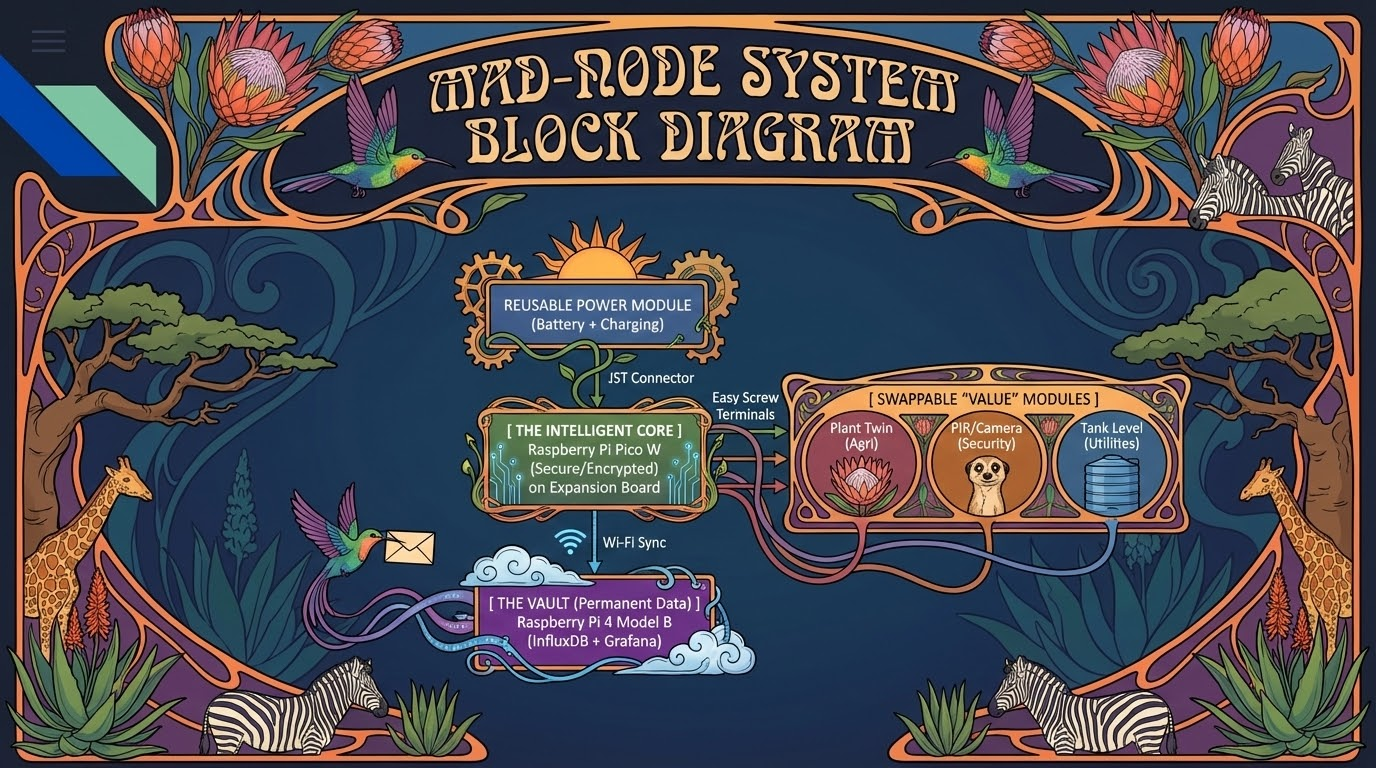 MAD-NODE SYSTEM
BLOCK DIAGRAM
REUSABLE POWER MODULE
(Battery + Charging)
JST Connector
Easy Screw
Terminals
[ THE INTELLIGENT CORE ]
Raspberry Pi Pico W
(Secure/Encrypted)
on Expansion Board
[ SWAPPABLE “VALUE” MODULES ]
Plant Twin
(Agri)
PIR/Camera
(Security)
Tank Level
(Utilities)
Wi-Fi Sync
[ THE VAULT (Permanent Data) ]
Raspberry Pi 4 Model B
(InfluxDB + Grafana)